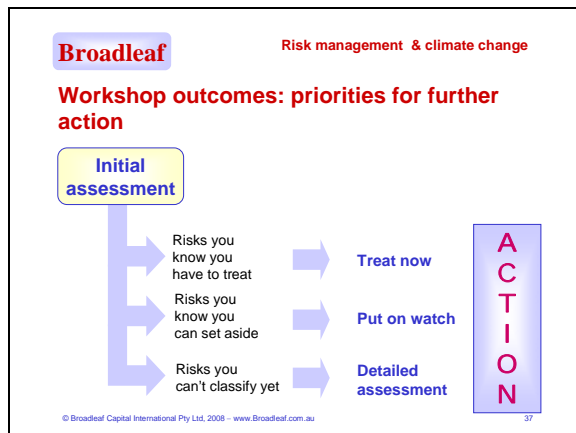 Broadleaf
Risk management & climate change
Workshop outcomes: priorities for further
action
Initial
assessment
Risks you
know you
have to treat
Treat now
Risks you
know you
can set aside
Put on watch
Risks you
can't classify yet
Detailed
assessment
A
C
T
I
O
N
© Broadleaf Capital International Pty Ltd, 2008 – www.Broadleaf.com.au
37